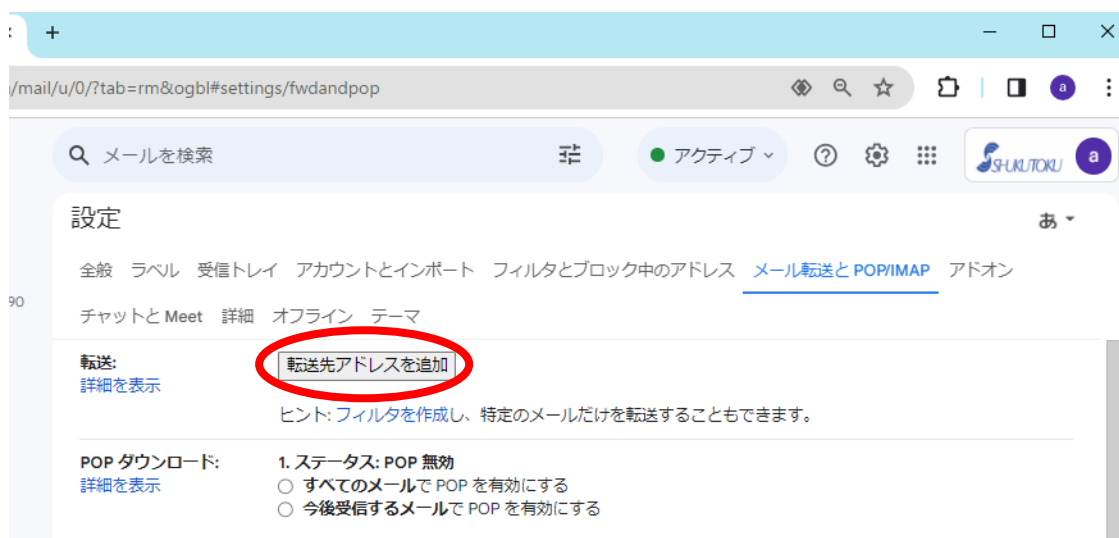 /mail/u/0/?tab=rm&ogbl#settings/fwdandpop
a
メールを検索
アクティブ
SHUKUTOKU
a
設定
あ
全般 ラベル 受信トレイ アカウントとインポート フィルタとブロック中のアドレス メール転送と POP/IMAP アドオン
90
チャットと Meet 詳細 オフライン テーマ
転送:
詳細を表示
転送先アドレスを追加
ヒント: フィルタを作成し、特定のメールだけを転送することもできます。
POP ダウンロード:
詳細を表示
1. ステータス: POP 無効
すべてのメールで POP を有効にする
今後受信するメールで POP を有効にする